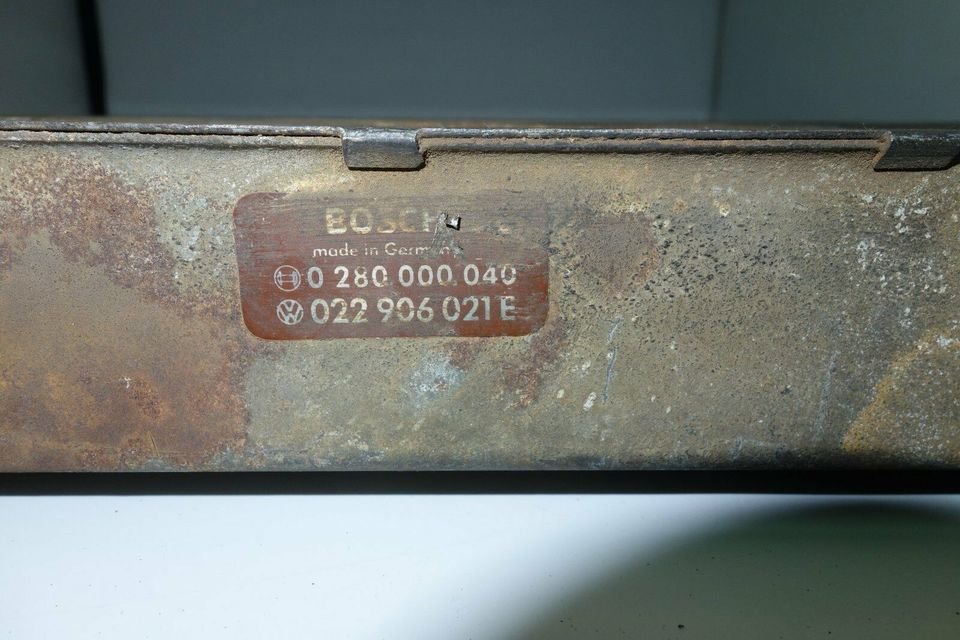 BOSCH
made in Germany
0 280 000 040
022 906 021 E